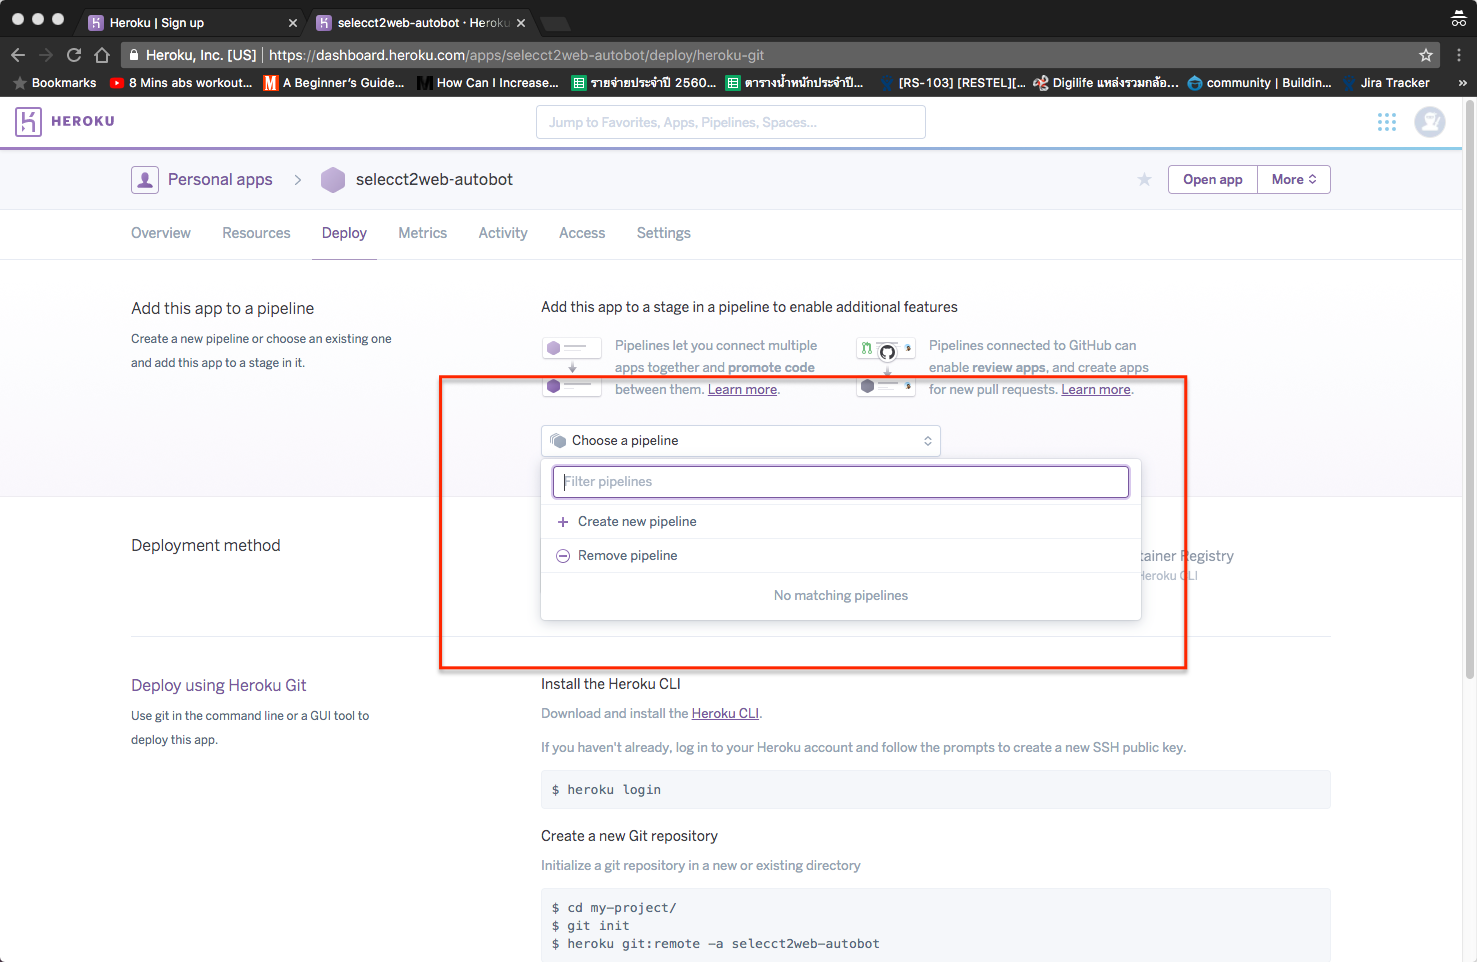 Heroku | Sign up
selecct2web-autobot · Heroku
Heroku, Inc. [US] | https://dashboard.heroku.com/apps/selecct2web-autobot/deploy/heroku-git
Bookmarks 8 Mins abs workout... A Beginner's Guide... How Can I Increase... รายจ่ายประจำปี 2560... ตารางน้ำหนักประจำปี... [RS-103] [RESTEL][... Digilife แหล่งรวมกล้อ... community | Buildin... Jira Tracker »
HEROKU
Jump to Favorites, Apps, Pipelines, Spaces...
Personal apps > selecct2web-autobot
Open app More
Overview Resources Deploy Metrics Activity Access Settings
Add this app to a pipeline
Create a new pipeline or choose an existing one
and add this app to a stage in it.
Add this app to a stage in a pipeline to enable additional features
Pipelines let you connect multiple
apps together and promote code
between them. Learn more.
Pipelines connected to GitHub can
enable review apps, and create apps
for new pull requests. Learn more.
Choose a pipeline
Filter pipelines
Create new pipeline
Remove pipeline
No matching pipelines
Deployment method
tainer Registry
Heroku CLI
Deploy using Heroku Git
Use git in the command line or a GUI tool to
deploy this app.
Install the Heroku CLI
Download and install the Heroku CLI.
If you haven't already, log in to your Heroku account and follow the prompts to create a new SSH public key.
$ heroku login
Create a new Git repository
Initialize a git repository in a new or existing directory
$ cd my-project/
$ git init
$ heroku git:remote -a selecct2web-autobot